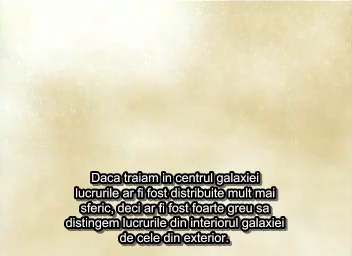 Daca traiam in centrul galaxiei
lucrurile ar fi fost distribuite mult mai
sferic, deci ar fi fost foarte greu sa
distingem lucrurile din interiorul galaxiei
de cele din exterior.